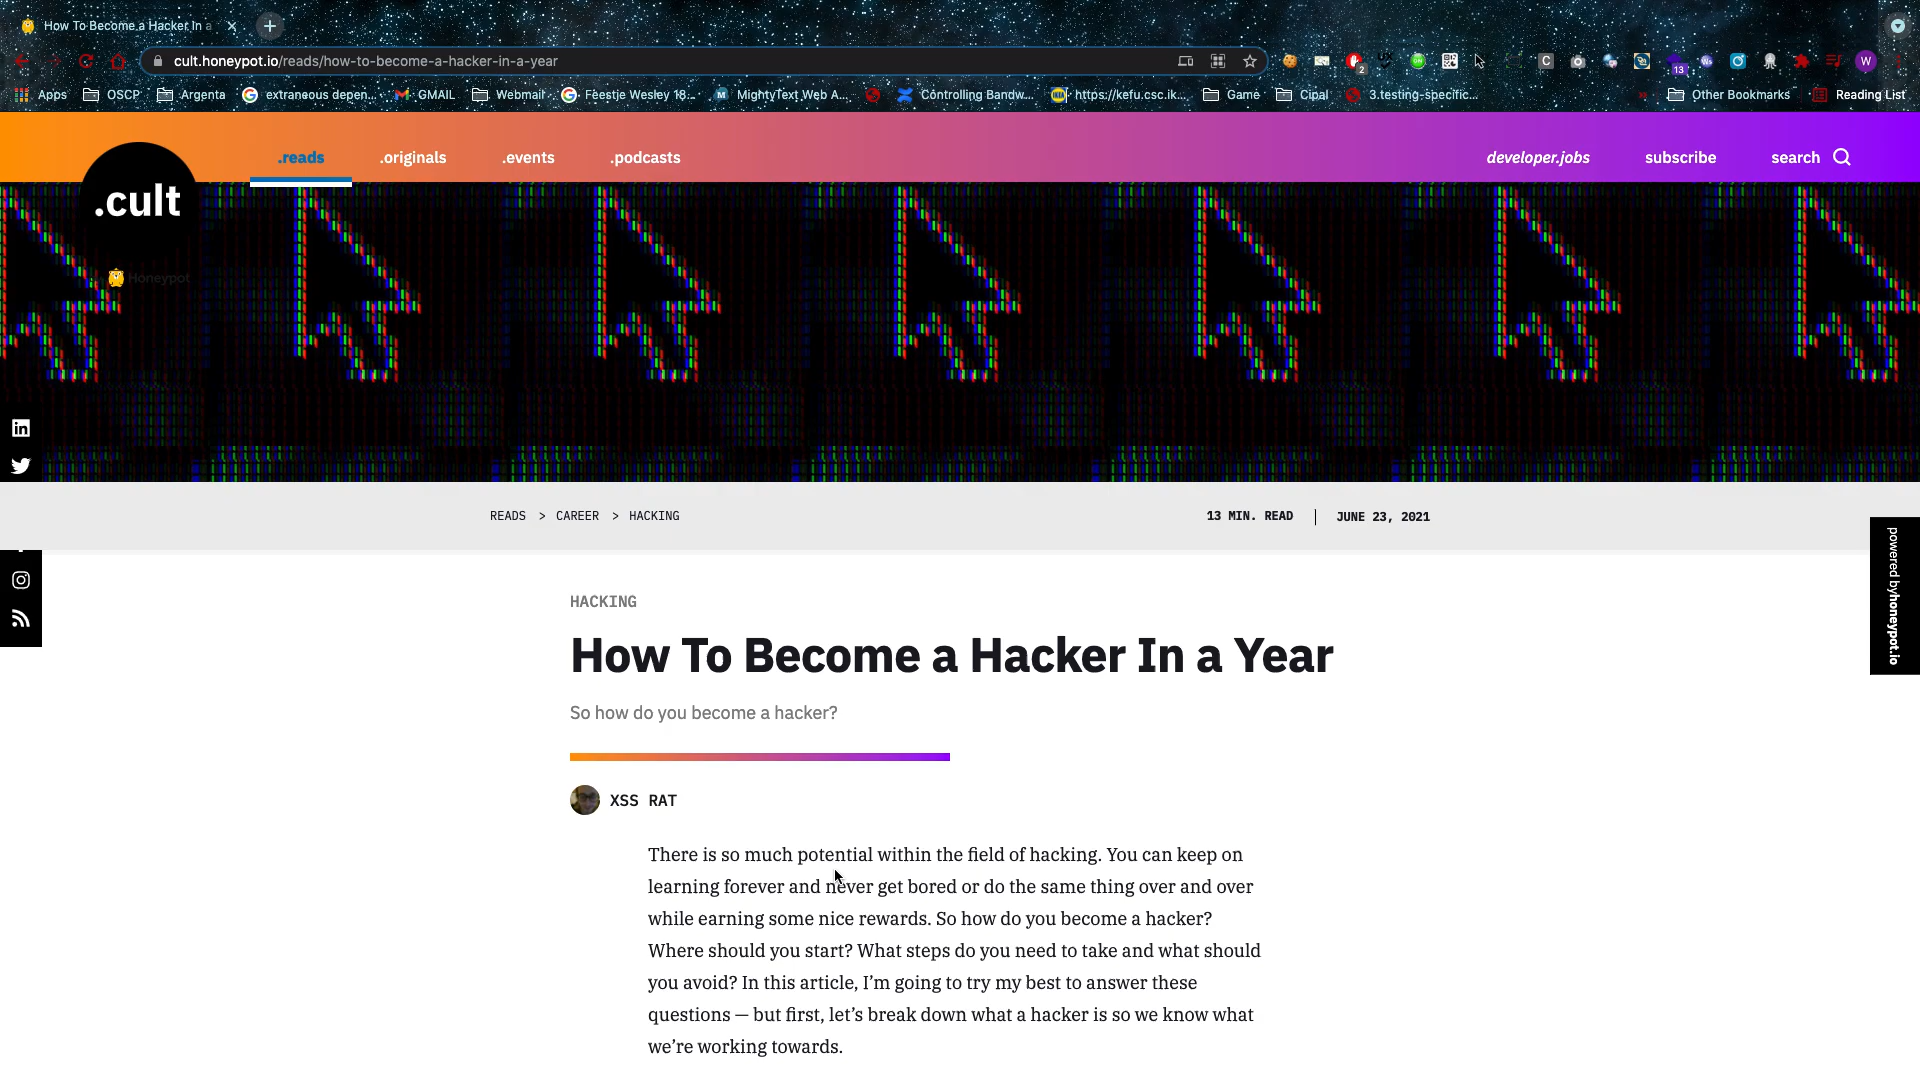 How To Become a Hacker In a
cult.honeypot.io/reads/how-to-become-a-hacker-in-a-year
2
13
W
Apps
OSCP
Argenta
extraneous depen...
GMAIL
Webmail
Feestje Wesley 18...
MightyText Web A...
Controlling Bandw...
https://kefu.csc.ik...
Game
Cipal
3.testing-specific...
Other Bookmarks
Reading List
.reads
.originals
.events
.podcasts
developer.jobs
subscribe
search
.cult
Honeypot
READS > CAREER > HACKING
13 MIN. READ | JUNE 23, 2021
powered byhoneypot.io
HACKING
How To Become a Hacker In a Year
So how do you become a hacker?
XSS RAT
There is so much potential within the field of hacking. You can keep on
learning forever and never get bored or do the same thing over and over
while earning some nice rewards. So how do you become a hacker?
Where should you start? What steps do you need to take and what should
you avoid? In this article, I’m going to try my best to answer these
questions — but first, let’s break down what a hacker is so we know what
we’re working towards.